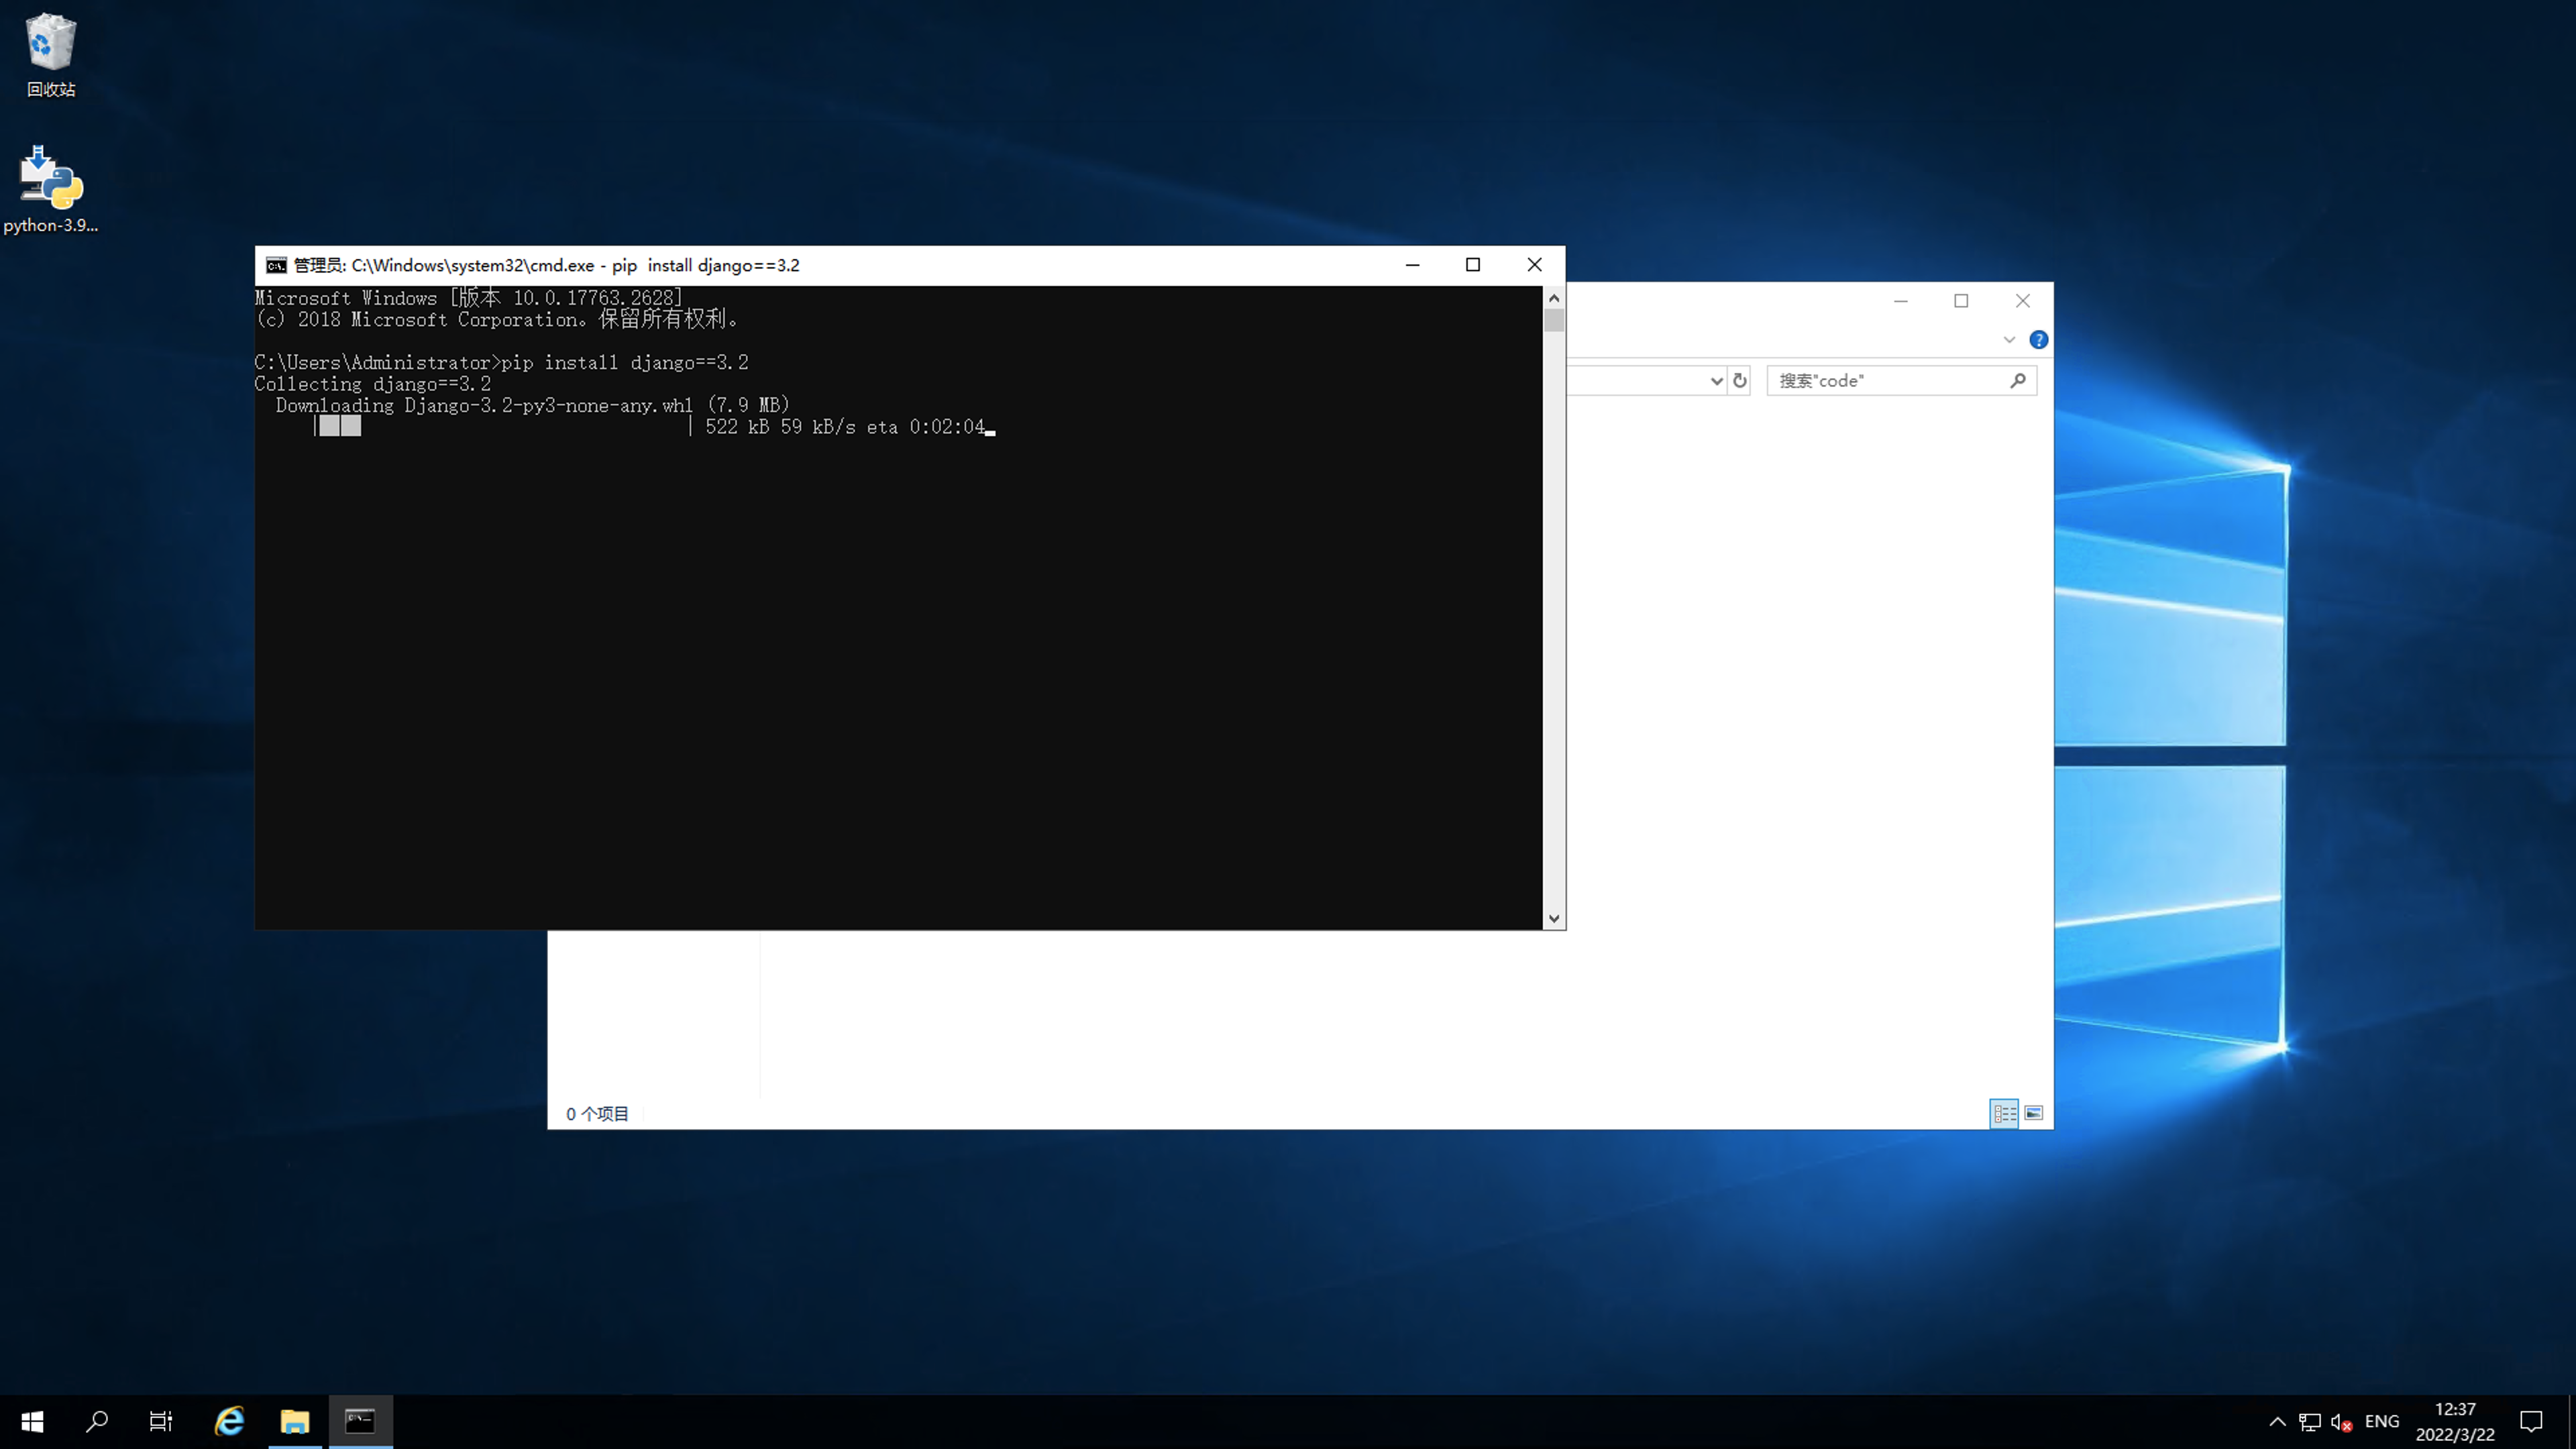 回收站
python-3.9...
管理员: C:\Windows\system32\cmd.exe - pip  install django==3.2
Microsoft Windows [版本 10.0.17763.2628]
(c) 2018 Microsoft Corporation。保留所有权利。
C:\Users\Administrator>pip install django==3.2
Collecting django==3.2
Downloading Django-3.2-py3-none-any.whl (7.9 MB)
| 522 kB 59 kB/s eta 0:02:04
搜索"code"
0 个项目
ENG
12:37
2022/3/22